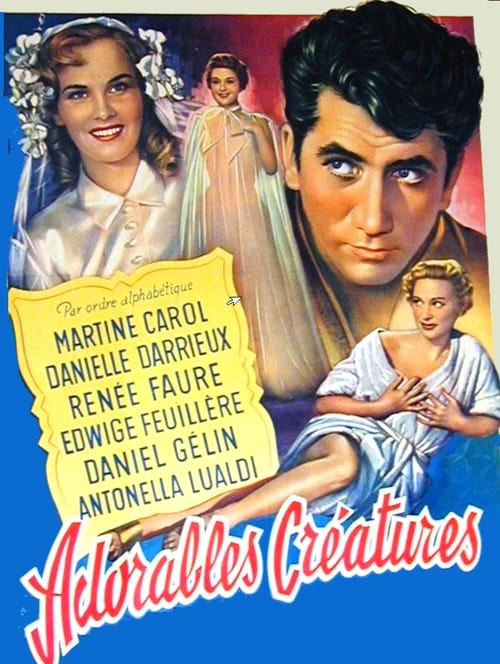 Par ordre alphabétique
MARTINE CAROL
DANIELLE DARRIEUX
RENÉE FAURE
EDWIGE FEUILLÈRE
DANIEL GÉLIN
ANTONELLA LUALDI
Adorables Créatures